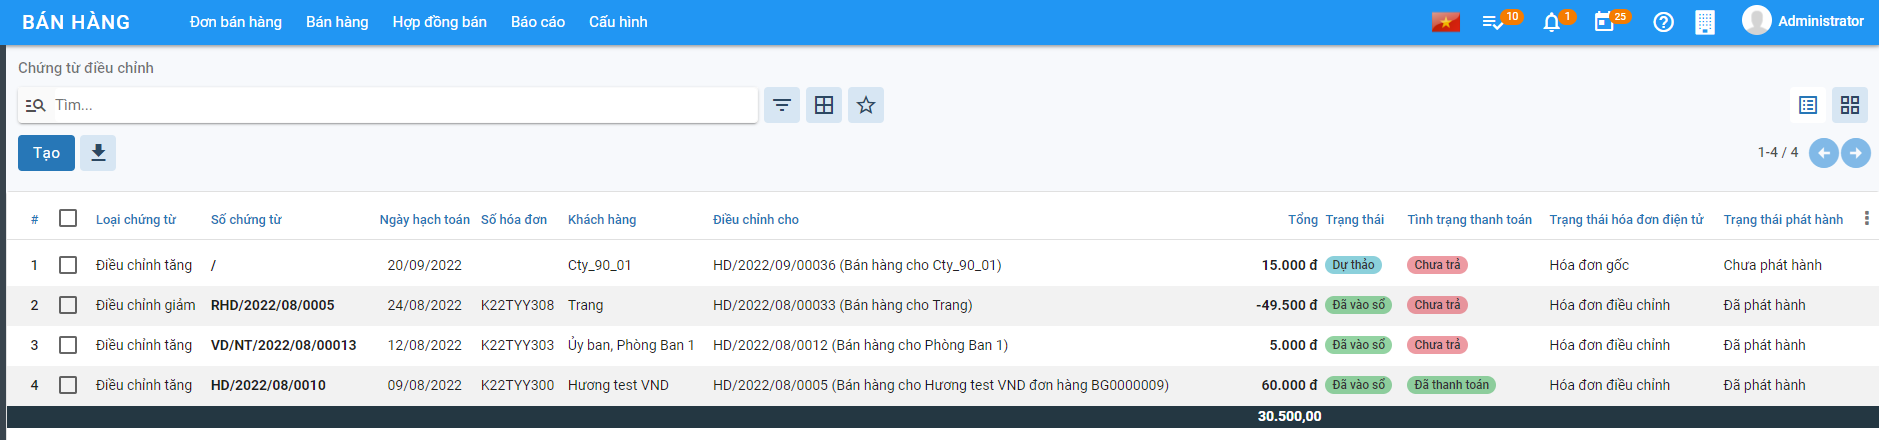 BÁN HÀNG Đơn bán hàng Bán hàng Hợp đồng bán Báo cáo Cấu hình 10 1 25 Administrator
Chứng từ điều chỉnh
Tìm...
Tạo 1-4 / 4
# Loại chứng từ Số chứng từ Ngày hạch toán Số hóa đơn Khách hàng Điều chỉnh cho Tổng Trạng thái Tình trạng thanh toán Trạng thái hóa đơn điện tử Trạng thái phát hành
1 Điều chỉnh tăng / 20/09/2022 Cty_90_01 HD/2022/09/00036 (Bán hàng cho Cty_90_01) 15.000 đ Dự thảo Chưa trả Hóa đơn gốc Chưa phát hành
2 Điều chỉnh giảm RHD/2022/08/0005 24/08/2022 K22TYY308 Trang HD/2022/08/00033 (Bán hàng cho Trang) -49.500 đ Đã vào sổ Chưa trả Hóa đơn điều chỉnh Đã phát hành
3 Điều chỉnh tăng VD/NT/2022/08/00013 12/08/2022 K22TYY303 Ủy ban, Phòng Ban 1 HD/2022/08/0012 (Bán hàng cho Phòng Ban 1) 5.000 đ Đã vào sổ Chưa trả Hóa đơn điều chỉnh Đã phát hành
4 Điều chỉnh tăng HD/2022/08/0010 09/08/2022 K22TYY300 Hương test VND HD/2022/08/0005 (Bán hàng cho Hương test VND đơn hàng BG0000009) 60.000 đ Đã vào sổ Đã thanh toán Hóa đơn điều chỉnh Đã phát hành
30.500,00